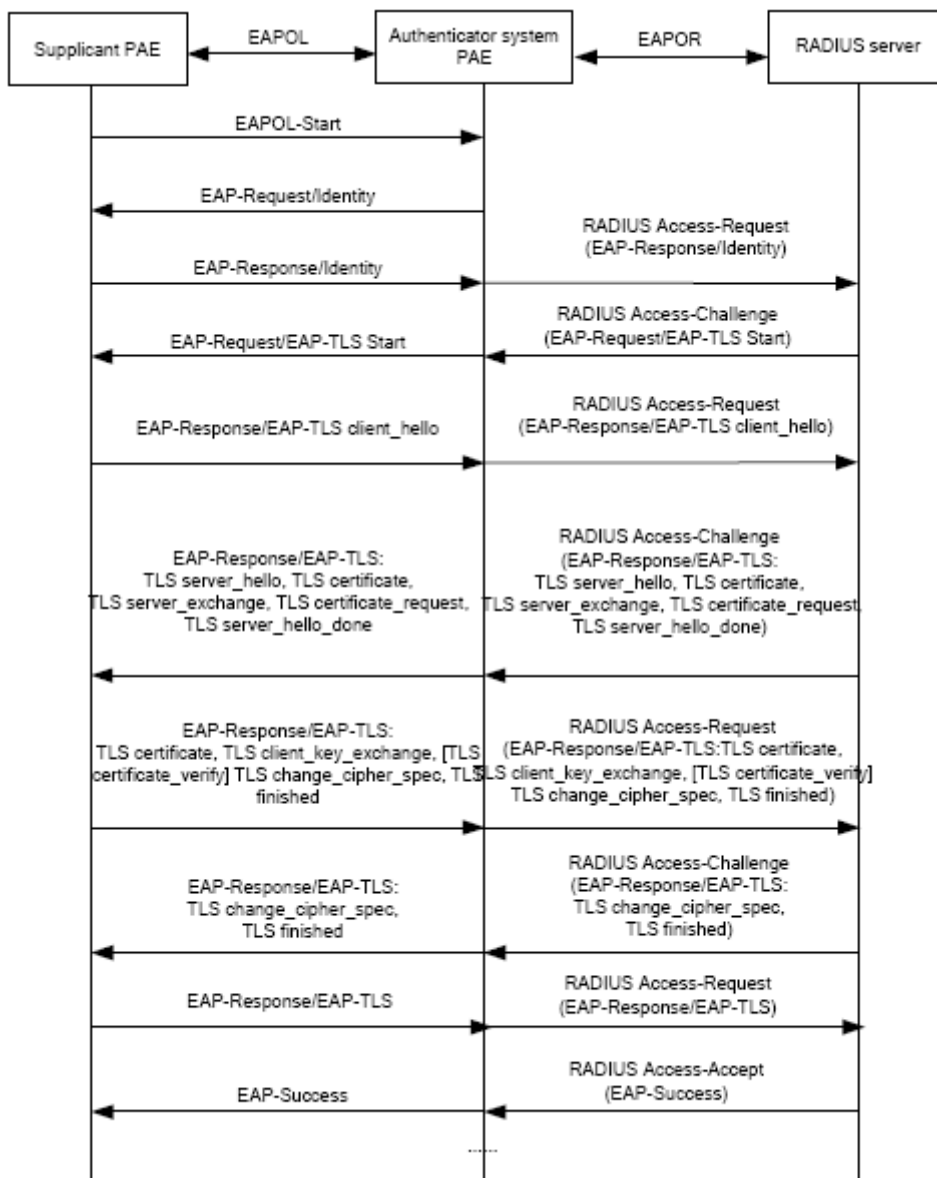 Supplicant PAE
EAPOL
Authenticator system
PAE
EAPOR
RADIUS server
EAPOL-Start
EAP-Request/Identity
RADIUS Access-Request
(EAP-Response/Identity)
EAP-Response/Identity
RADIUS Access-Challenge
(EAP-Request/EAP-TLS Start)
EAP-Request/EAP-TLS Start
RADIUS Access-Request
(EAP-Response/EAP-TLS client_hello)
EAP-Response/EAP-TLS client_hello
EAP-Response/EAP-TLS:
TLS server_hello, TLS certificate,
TLS server_exchange, TLS certificate_request,
TLS server_hello_done
RADIUS Access-Challenge
(EAP-Response/EAP-TLS:
TLS server_hello, TLS certificate,
TLS server_exchange, TLS certificate_request,
TLS server_hello_done)
EAP-Response/EAP-TLS:
TLS certificate, TLS client_key_exchange, [TLS
certificate_verify] TLS change_cipher_spec, TLS
finished
RADIUS Access-Request
(EAP-Response/EAP-TLS:TLS certificate,
TLS client_key_exchange, [TLS certificate_verify]
TLS change_cipher_spec, TLS finished)
EAP-Response/EAP-TLS:
TLS change_cipher_spec,
TLS finished
RADIUS Access-Challenge
(EAP-Response/EAP-TLS:
TLS change_cipher_spec,
TLS finished)
EAP-Response/EAP-TLS
RADIUS Access-Request
(EAP-Response/EAP-TLS)
EAP-Success
RADIUS Access-Accept
(EAP-Success)
......